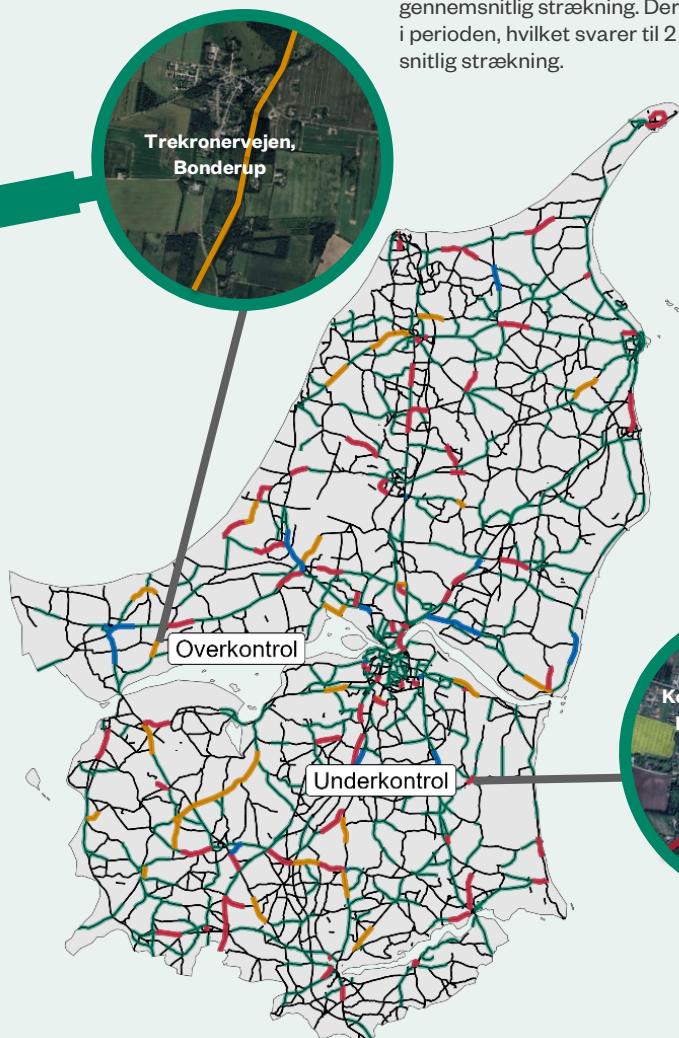 gennemsnitlig strækning. Der
i perioden, hvilket svarer til 2
snitlig strækning.
Trekronervejen,
Bonderup
Overkontrol
Underkontrol